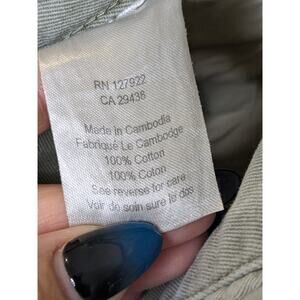 RN 127922
CA 29438
Made in Cambodia
Fabriqué Le Cambodge
100% Cotton
100% Coton
See reverse for care
Voir de soin sure le dos